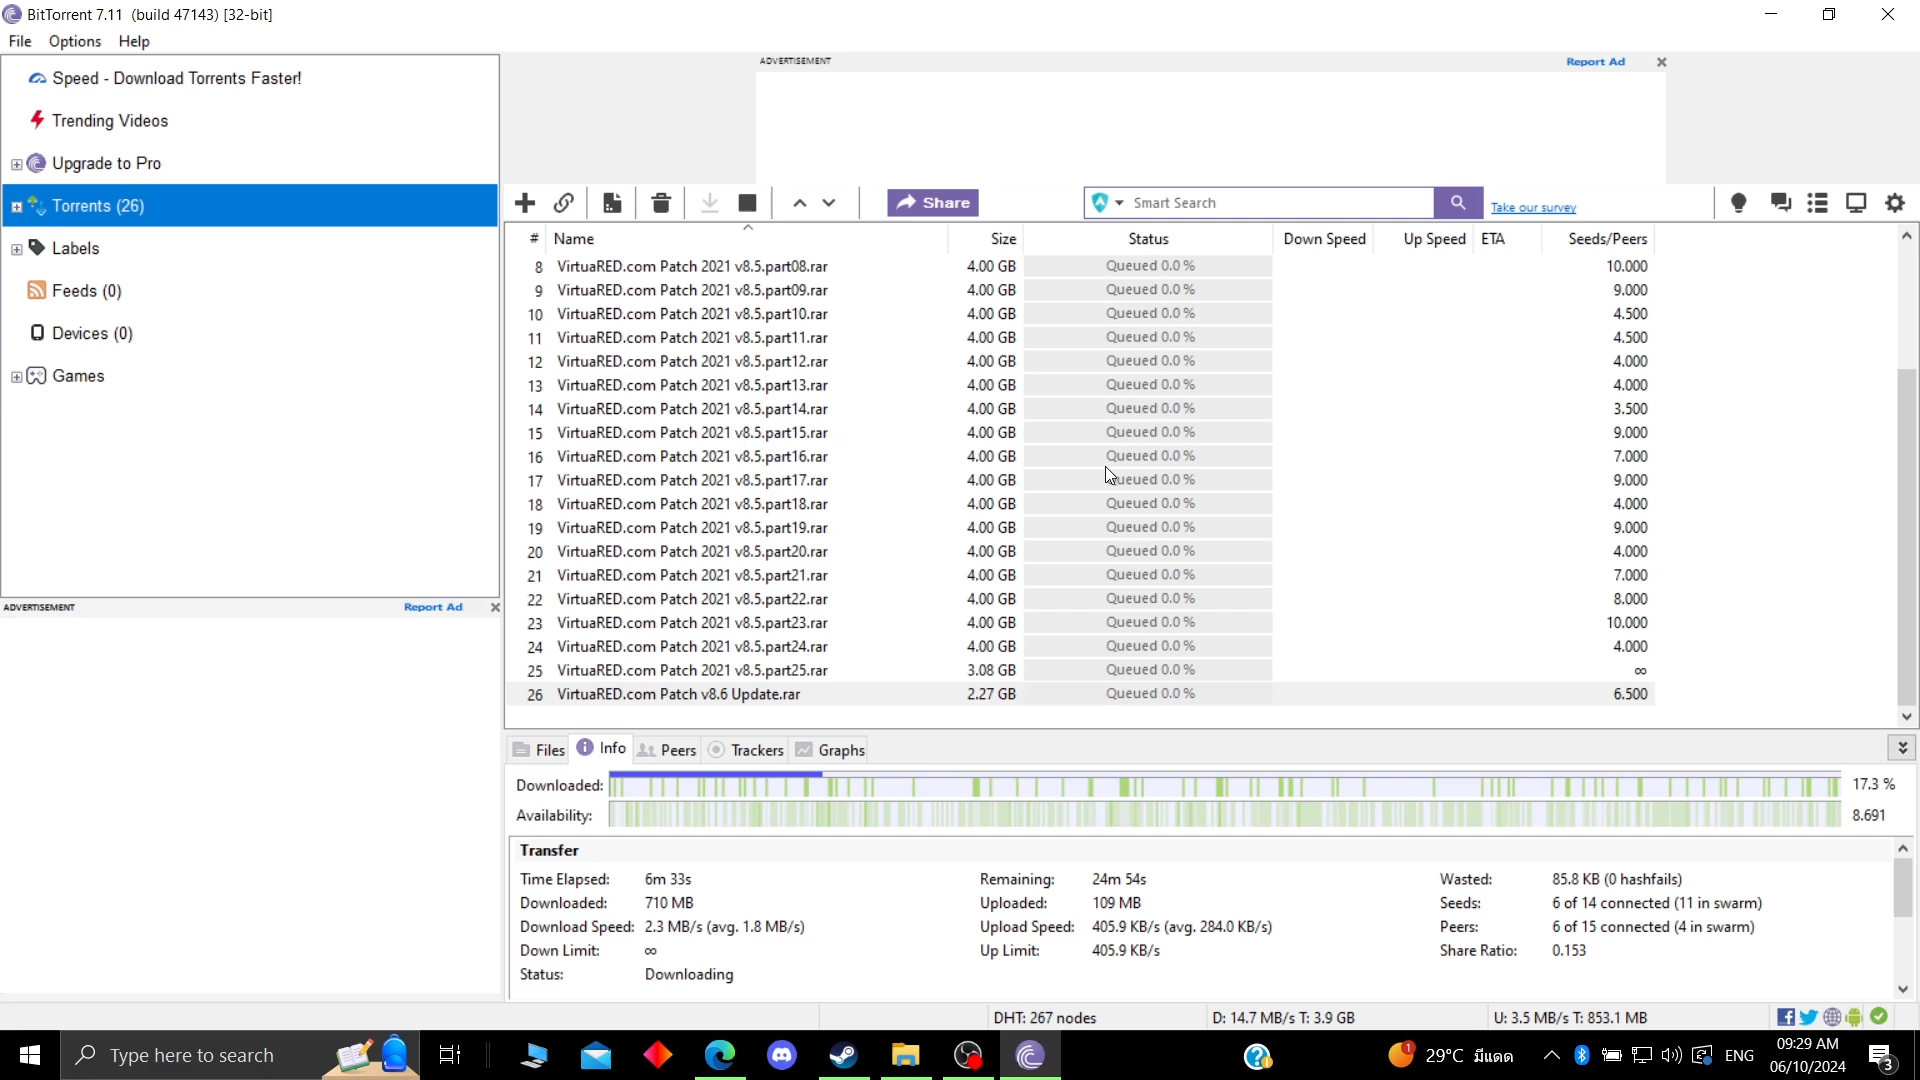 BitTorrent 7.11 (build 47143) [32-bit]
File Options Help
Speed - Download Torrents Faster!
Trending Videos
Upgrade to Pro
Torrents (26)
Labels
Feeds (0)
Devices (0)
Games
ADVERTISEMENT Report Ad
ADVERTISEMENT Report Ad
Share Smart Search Take our survey
# Name Size Status Down Speed Up Speed ETA Seeds/Peers
8 VirtuaRED.com Patch 2021 v8.5.part08.rar 4.00 GB Queued 0.0 % 10.000
9 VirtuaRED.com Patch 2021 v8.5.part09.rar 4.00 GB Queued 0.0 % 9.000
10 VirtuaRED.com Patch 2021 v8.5.part10.rar 4.00 GB Queued 0.0 % 4.500
11 VirtuaRED.com Patch 2021 v8.5.part11.rar 4.00 GB Queued 0.0 % 4.500
12 VirtuaRED.com Patch 2021 v8.5.part12.rar 4.00 GB Queued 0.0 % 4.000
13 VirtuaRED.com Patch 2021 v8.5.part13.rar 4.00 GB Queued 0.0 % 4.000
14 VirtuaRED.com Patch 2021 v8.5.part14.rar 4.00 GB Queued 0.0 % 3.500
15 VirtuaRED.com Patch 2021 v8.5.part15.rar 4.00 GB Queued 0.0 % 9.000
16 VirtuaRED.com Patch 2021 v8.5.part16.rar 4.00 GB Queued 0.0 % 7.000
17 VirtuaRED.com Patch 2021 v8.5.part17.rar 4.00 GB Queued 0.0 % 9.000
18 VirtuaRED.com Patch 2021 v8.5.part18.rar 4.00 GB Queued 0.0 % 4.000
19 VirtuaRED.com Patch 2021 v8.5.part19.rar 4.00 GB Queued 0.0 % 9.000
20 VirtuaRED.com Patch 2021 v8.5.part20.rar 4.00 GB Queued 0.0 % 4.000
21 VirtuaRED.com Patch 2021 v8.5.part21.rar 4.00 GB Queued 0.0 % 7.000
22 VirtuaRED.com Patch 2021 v8.5.part22.rar 4.00 GB Queued 0.0 % 8.000
23 VirtuaRED.com Patch 2021 v8.5.part23.rar 4.00 GB Queued 0.0 % 10.000
24 VirtuaRED.com Patch 2021 v8.5.part24.rar 4.00 GB Queued 0.0 % 4.000
25 VirtuaRED.com Patch 2021 v8.5.part25.rar 3.08 GB Queued 0.0 % ∞
26 VirtuaRED.com Patch v8.6 Update.rar 2.27 GB Queued 0.0 % 6.500
Files Info Peers Trackers Graphs
Downloaded: 17.3 %
Availability: 8.691
Transfer
Time Elapsed: 6m 33s Remaining: 24m 54s Wasted: 85.8 KB (0 hashfails)
Downloaded: 710 MB Uploaded: 109 MB Seeds: 6 of 14 connected (11 in swarm)
Download Speed: 2.3 MB/s (avg. 1.8 MB/s) Upload Speed: 405.9 KB/s (avg. 284.0 KB/s) Peers: 6 of 15 connected (4 in swarm)
Down Limit: ∞ Up Limit: 405.9 KB/s Share Ratio: 0.153
Status: Downloading
DHT: 267 nodes D: 14.7 MB/s T: 3.9 GB U: 3.5 MB/s T: 853.1 MB
Type here to search 1 29°C มีแดด ENG 09:29 AM 3
06/10/2024